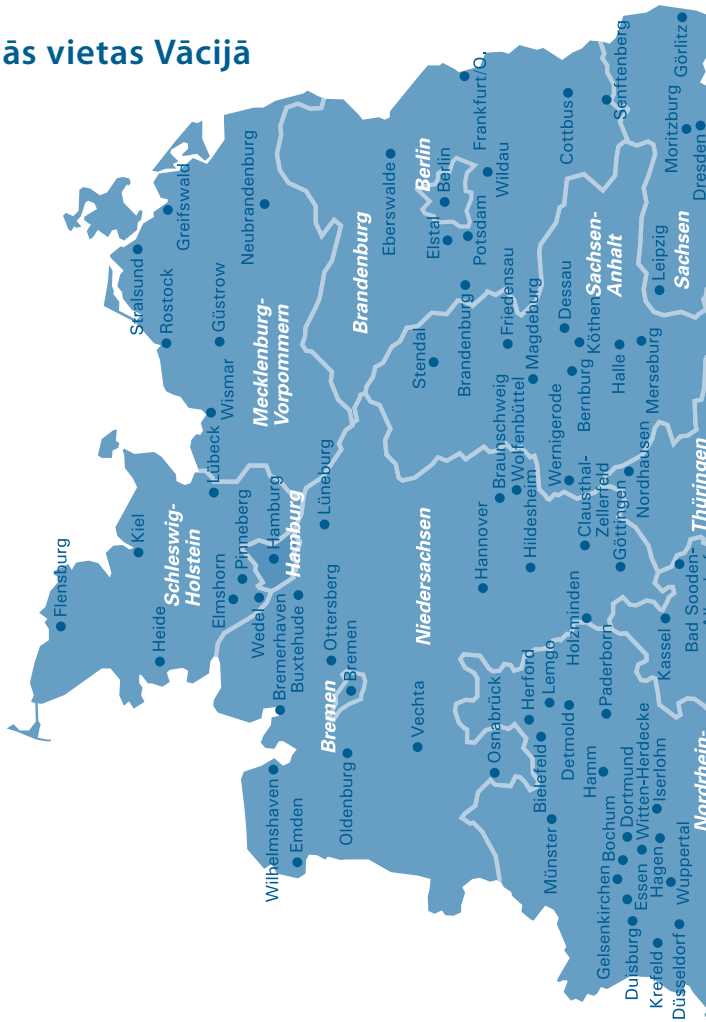 ās vietas Vācijā
Flensburg
Kiel
Heide
Schleswig-
Holstein
Elmshorn
Pinneberg
Wedel
Hamburg
Hamburg
Lübeck
Stralsund
Rostock
Greifswald
Wismar
Güstrow
Neubrandenburg
Mecklenburg-
Vorpommern
Bremerhaven
Buxtehude
Lüneburg
Wilhelmshaven
Emden
Oldenburg
Bremen
Ottersberg
Bremen
Vechta
Niedersachsen
Osnabrück
Hannover
Braunschweig
Wolfenbüttel
Hildesheim
Clausthal-
Zellerfeld
Göttingen
Holzminden
Brandenburg
Eberswalde
Berlin
Berlin
Elstal
Potsdam
Frankfurt/O.
Wildau
Brandenburg
Cottbus
Senftenberg
Stendal
Friedensau
Magdeburg
Wernigerode
Dessau
Köthen
Bernburg
Sachsen-
Anhalt
Halle
Merseburg
Nordhausen
Thüringen
Leipzig
Sachsen
Moritzburg
Görlitz
Dresden
Herford
Lemgo
Bielefeld
Detmold
Münster
Paderborn
Hamm
Gelsenkirchen
Bochum
Dortmund
Witten-Herdecke
Iserlohn
Essen
Hagen
Wuppertal
Duisburg
Krefeld
Düsseldorf
Nordrhein-
Kassel
Bad Sooden-